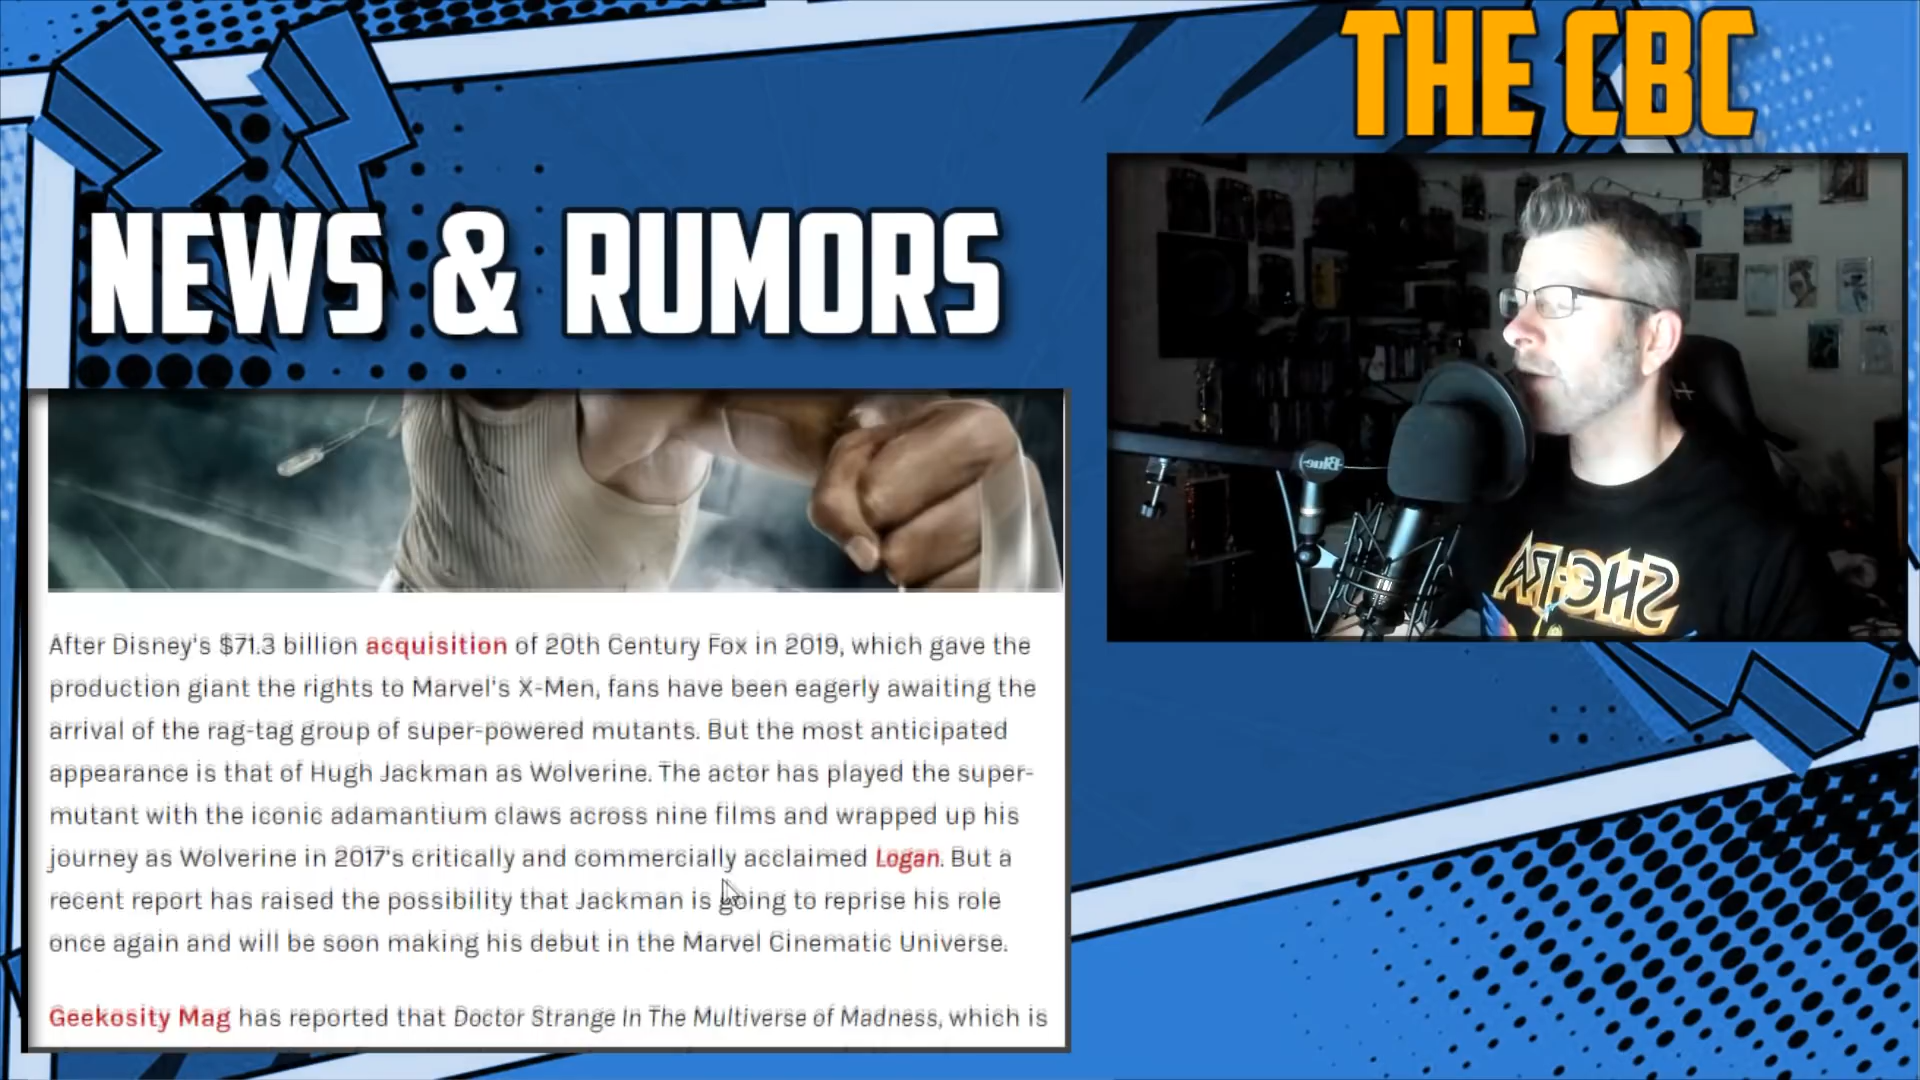 THE CBC
NEWS & RUMORS
Blue
SHE-RA
After Disney's $71.3 billion acquisition of 20th Century Fox in 2019, which gave the
production giant the rights to Marvel's X-Men, fans have been eagerly awaiting the
arrival of the rag-tag group of super-powered mutants. But the most anticipated
appearance is that of Hugh Jackman as Wolverine. The actor has played the super-
mutant with the iconic adamantium claws across nine films and wrapped up his
journey as Wolverine in 2017's critically and commercially acclaimed Logan. But a
recent report has raised the possibility that Jackman is going to reprise his role
once again and will be soon making his debut in the Marvel Cinematic Universe.
Geekosity Mag has reported that Doctor Strange In The Multiverse of Madness, which is